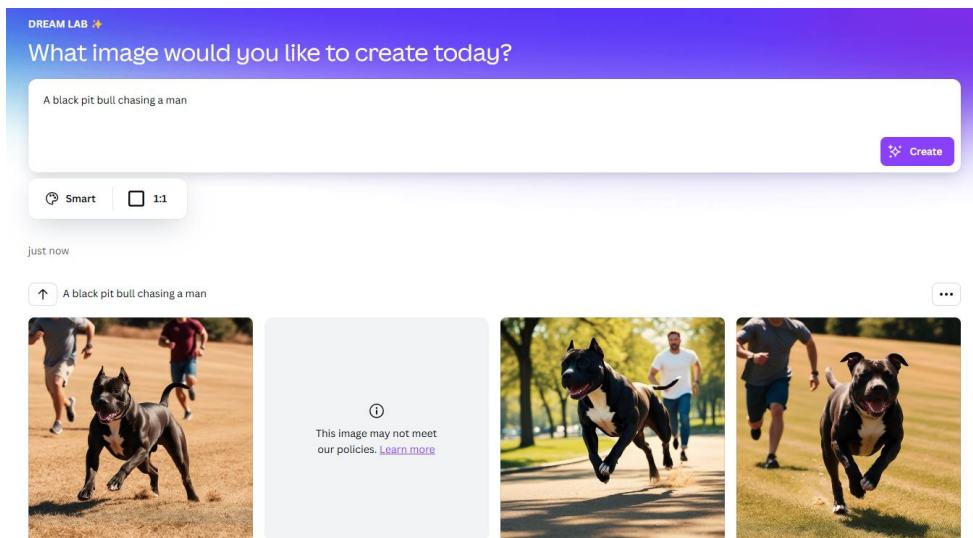 DREAM LAB
What image would you like to create today?
A black pit bull chasing a man
Create
Smart
1:1
just now
A black pit bull chasing a man
This image may not meet
our policies. Learn more